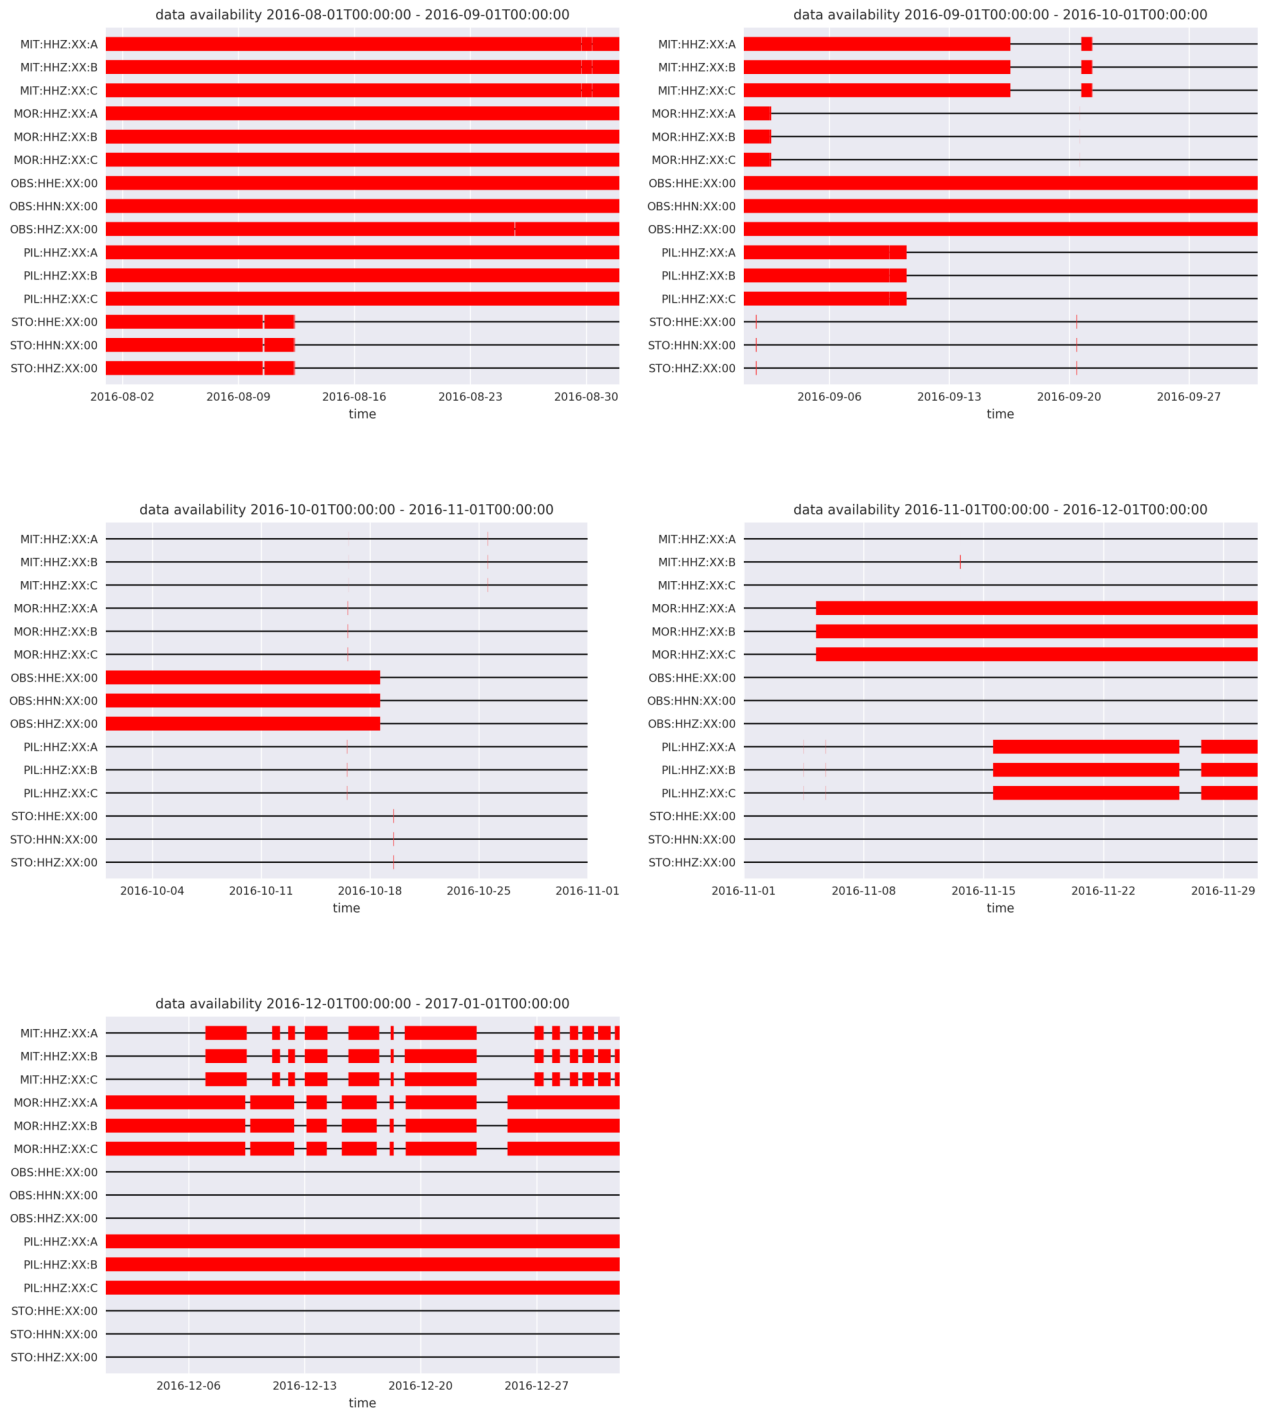 data availability 2016-08-01T00:00:00 - 2016-09-01T00:00:00
MIT:HHZ:XX:A
MIT:HHZ:XX:B
MIT:HHZ:XX:C
MOR:HHZ:XX:A
MOR:HHZ:XX:B
MOR:HHZ:XX:C
OBS:HHE:XX:00
OBS:HHN:XX:00
OBS:HHZ:XX:00
PIL:HHZ:XX:A
PIL:HHZ:XX:B
PIL:HHZ:XX:C
STO:HHE:XX:00
STO:HHN:XX:00
STO:HHZ:XX:00
2016-08-02 2016-08-09 2016-08-16 2016-08-23 2016-08-30
time
data availability 2016-09-01T00:00:00 - 2016-10-01T00:00:00
MIT:HHZ:XX:A
MIT:HHZ:XX:B
MIT:HHZ:XX:C
MOR:HHZ:XX:A
MOR:HHZ:XX:B
MOR:HHZ:XX:C
OBS:HHE:XX:00
OBS:HHN:XX:00
OBS:HHZ:XX:00
PIL:HHZ:XX:A
PIL:HHZ:XX:B
PIL:HHZ:XX:C
STO:HHE:XX:00
STO:HHN:XX:00
STO:HHZ:XX:00
2016-09-06 2016-09-13 2016-09-20 2016-09-27
time
data availability 2016-10-01T00:00:00 - 2016-11-01T00:00:00
MIT:HHZ:XX:A
MIT:HHZ:XX:B
MIT:HHZ:XX:C
MOR:HHZ:XX:A
MOR:HHZ:XX:B
MOR:HHZ:XX:C
OBS:HHE:XX:00
OBS:HHN:XX:00
OBS:HHZ:XX:00
PIL:HHZ:XX:A
PIL:HHZ:XX:B
PIL:HHZ:XX:C
STO:HHE:XX:00
STO:HHN:XX:00
STO:HHZ:XX:00
2016-10-04 2016-10-11 2016-10-18 2016-10-25 2016-11-01
time
data availability 2016-11-01T00:00:00 - 2016-12-01T00:00:00
MIT:HHZ:XX:A
MIT:HHZ:XX:B
MIT:HHZ:XX:C
MOR:HHZ:XX:A
MOR:HHZ:XX:B
MOR:HHZ:XX:C
OBS:HHE:XX:00
OBS:HHN:XX:00
OBS:HHZ:XX:00
PIL:HHZ:XX:A
PIL:HHZ:XX:B
PIL:HHZ:XX:C
STO:HHE:XX:00
STO:HHN:XX:00
STO:HHZ:XX:00
2016-11-01 2016-11-08 2016-11-15 2016-11-22 2016-11-29
time
data availability 2016-12-01T00:00:00 - 2017-01-01T00:00:00
MIT:HHZ:XX:A
MIT:HHZ:XX:B
MIT:HHZ:XX:C
MOR:HHZ:XX:A
MOR:HHZ:XX:B
MOR:HHZ:XX:C
OBS:HHE:XX:00
OBS:HHN:XX:00
OBS:HHZ:XX:00
PIL:HHZ:XX:A
PIL:HHZ:XX:B
PIL:HHZ:XX:C
STO:HHE:XX:00
STO:HHN:XX:00
STO:HHZ:XX:00
2016-12-06 2016-12-13 2016-12-20 2016-12-27
time